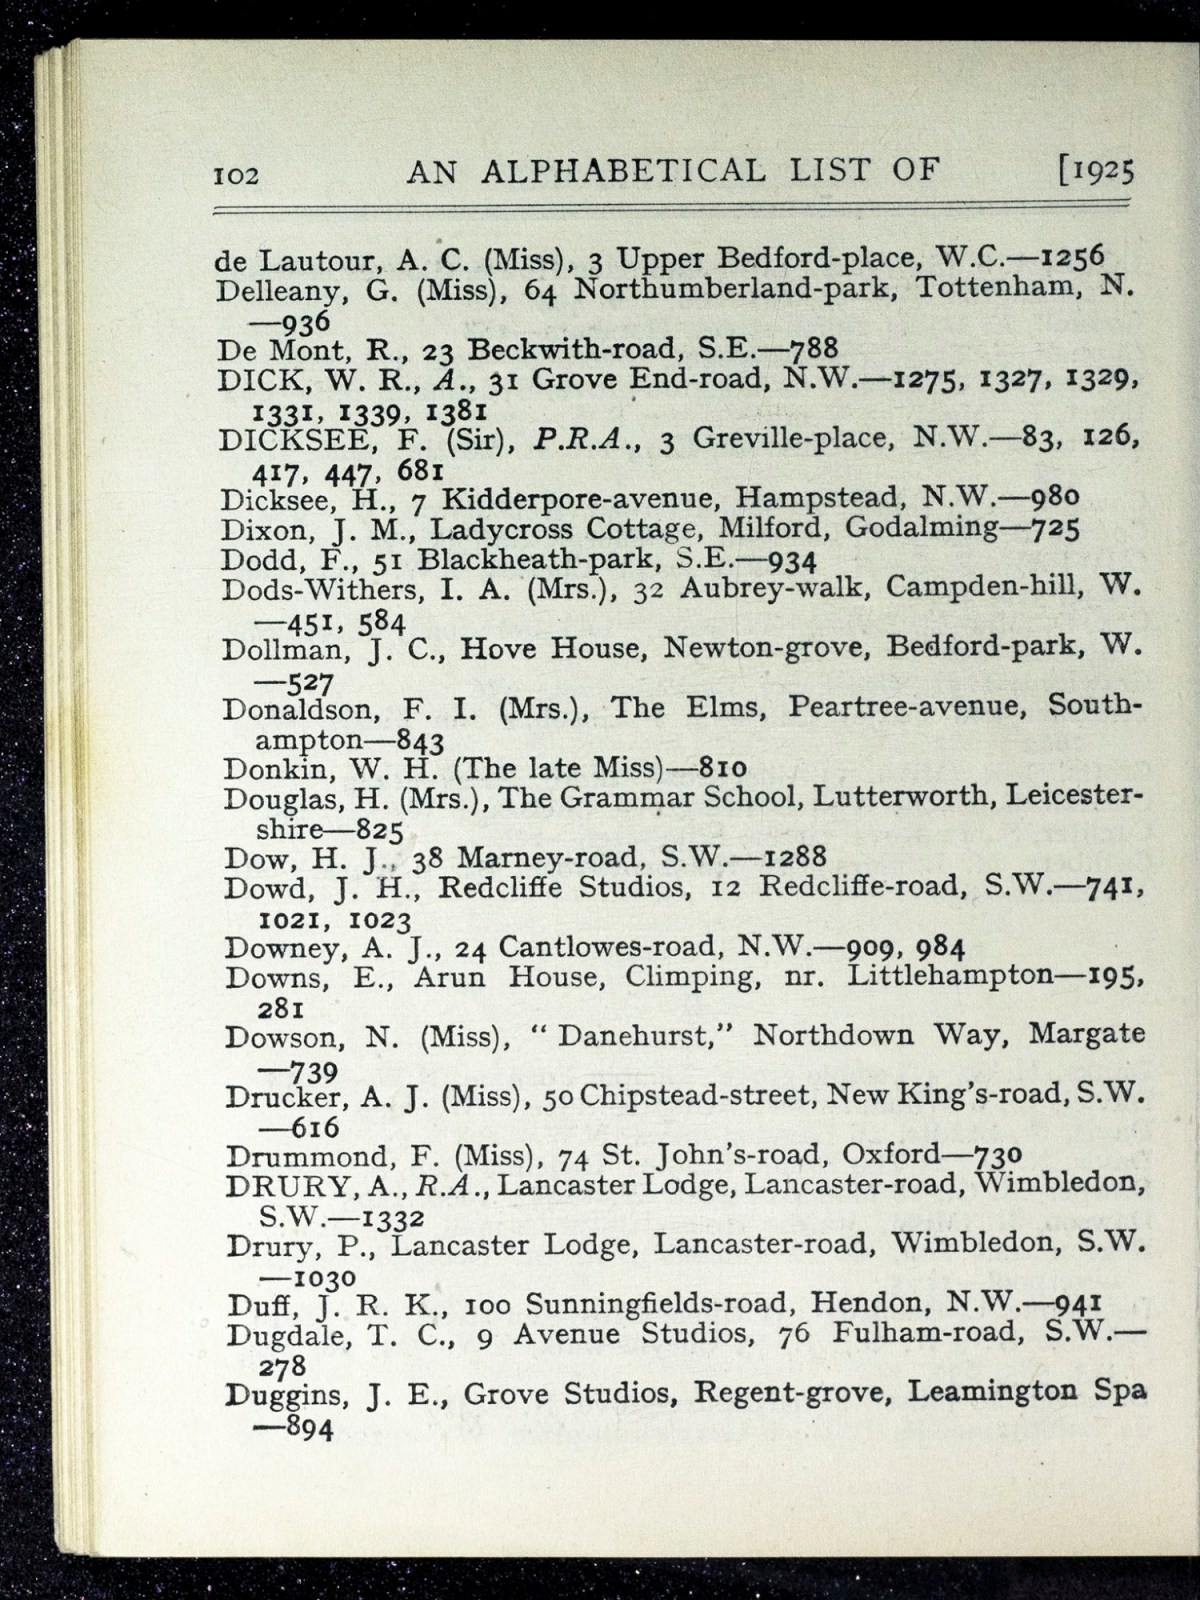 102 AN ALPHABETICAL LIST OF [1925
de Lautour, A. C. (Miss), 3 Upper Bedford-place, W.C.—1256
Delleany, G. (Miss), 64 Northumberland-park, Tottenham, N.
—936
De Mont, R., 23 Beckwith-road, S.E.—788
DICK, W. R., A., 31 Grove End-road, N.W.—1275, 1327, 1329,
1331, 1339, 1381
DICKSEE, F. (Sir), P.R.A., 3 Greville-place, N.W.—83, 126,
417, 447, 681
Dicksee, H., 7 Kidderpore-avenue, Hampstead, N.W.—980
Dixon, J. M., Ladycross Cottage, Milford, Godalming—725
Dodd, F., 51 Blackheath-park, S.E.—934
Dods-Withers, I. A. (Mrs.), 32 Aubrey-walk, Campden-hill, W.
—451, 584
Dollman, J. C., Hove House, Newton-grove, Bedford-park, W.
—527
Donaldson, F. I. (Mrs.), The Elms, Peartree-avenue, South-
ampton—843
Donkin, W. H. (The late Miss)—810
Douglas, H. (Mrs.), The Grammar School, Lutterworth, Leicester-
shire—825
Dow, H. J., 38 Marney-road, S.W.—1288
Dowd, J. H., Redcliffe Studios, 12 Redcliffe-road, S.W.—741,
1021, 1023
Downey, A. J., 24 Cantlowes-road, N.W.—909, 984
Downs, E., Arun House, Climping, nr. Littlehampton—195,
281
Dowson, N. (Miss), “ Danehurst,” Northdown Way, Margate
—739
Drucker, A. J. (Miss), 50 Chipstead-street, New King’s-road, S.W.
—616
Drummond, F. (Miss), 74 St. John’s-road, Oxford—730
DRURY, A., R.A., Lancaster Lodge, Lancaster-road, Wimbledon,
S.W.—1332
Drury, P., Lancaster Lodge, Lancaster-road, Wimbledon, S.W.
—1030
Duff, J. R. K., 100 Sunningfields-road, Hendon, N.W.—941
Dugdale, T. C., 9 Avenue Studios, 76 Fulham-road, S.W.—
278
Duggins, J. E., Grove Studios, Regent-grove, Leamington Spa
—894